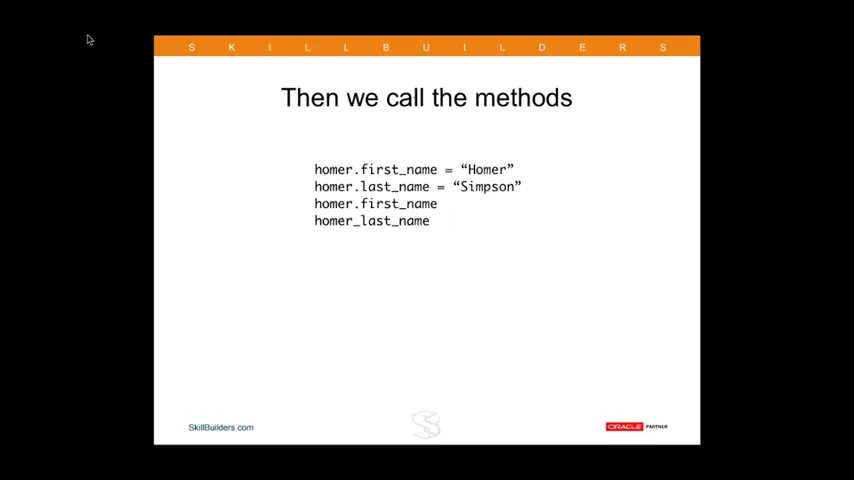 S K I L L B U I L D E R S
Then we call the methods
homer.first_name = “Homer”
homer.last_name = “Simpson”
homer.first_name
homer_last_name
SkillBuilders.com
S
ORACLE PARTNER